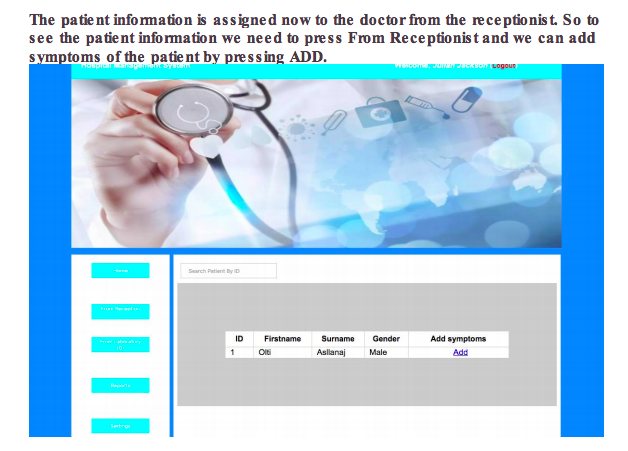 The patient information is assigned now to the doctor from the receptionist. So to
see the patient information we need to press From Receptionist and we can add
symptoms of the patient by pressing ADD.
Hospital Management System
Welcome, Julian Jackson Logout
Home
Search Patient By ID
ID Firstname Surname Gender Add symptoms
1 Olti Asllanaj Male Add
Reports
Settings